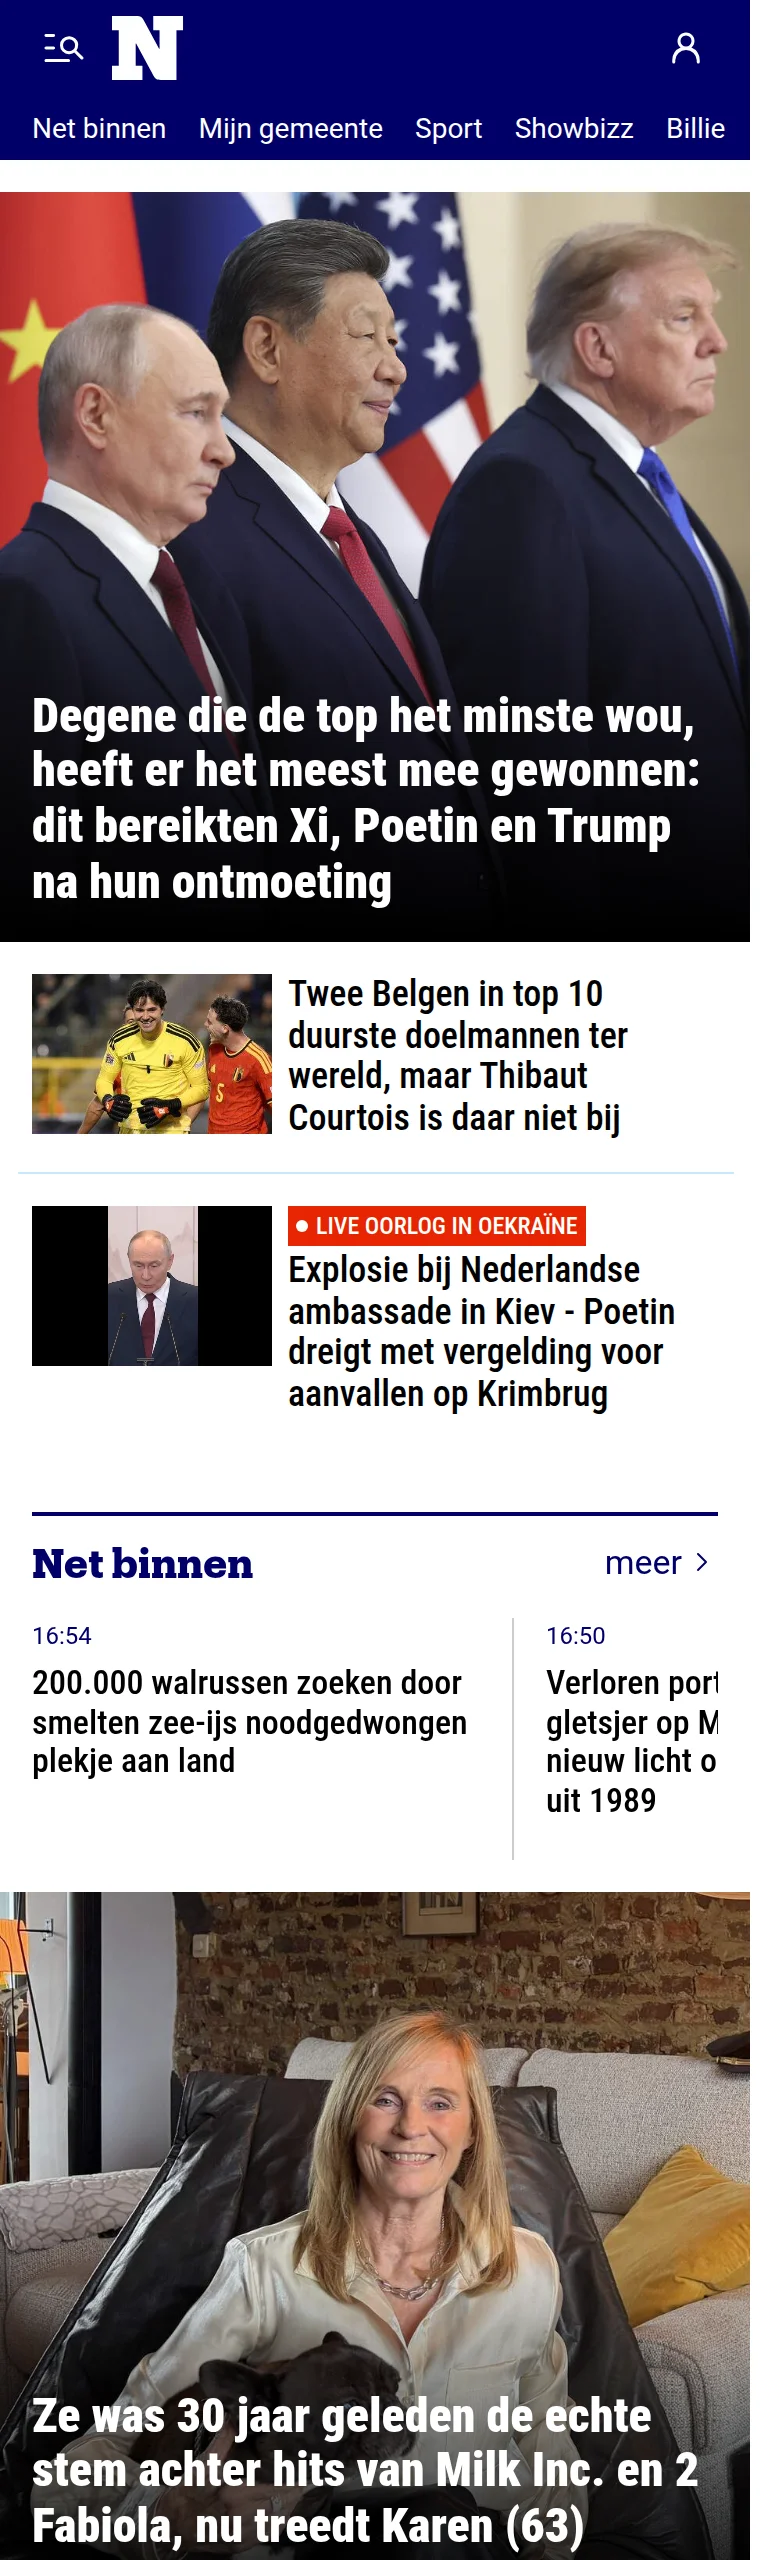 N
Net binnen Mijn gemeente Sport Showbizz Billie
Degene die de top het minste wou,
heeft er het meest mee gewonnen:
dit bereikten Xi, Poetin en Trump
na hun ontmoeting
Twee Belgen in top 10
duurste doelmannen ter
wereld, maar Thibaut
Courtois is daar niet bij
LIVE OORLOG IN OEKRAÏNE
Explosie bij Nederlandse
ambassade in Kiev - Poetin
dreigt met vergelding voor
aanvallen op Krimbrug
Net binnen
meer
16:54
200.000 walrussen zoeken door
smelten zee-ijs noodgedwongen
plekje aan land
16:50
Verloren port
gletsjer op M
nieuw licht o
uit 1989
Ze was 30 jaar geleden de echte
stem achter hits van Milk Inc. en 2
Fabiola, nu treedt Karen (63)